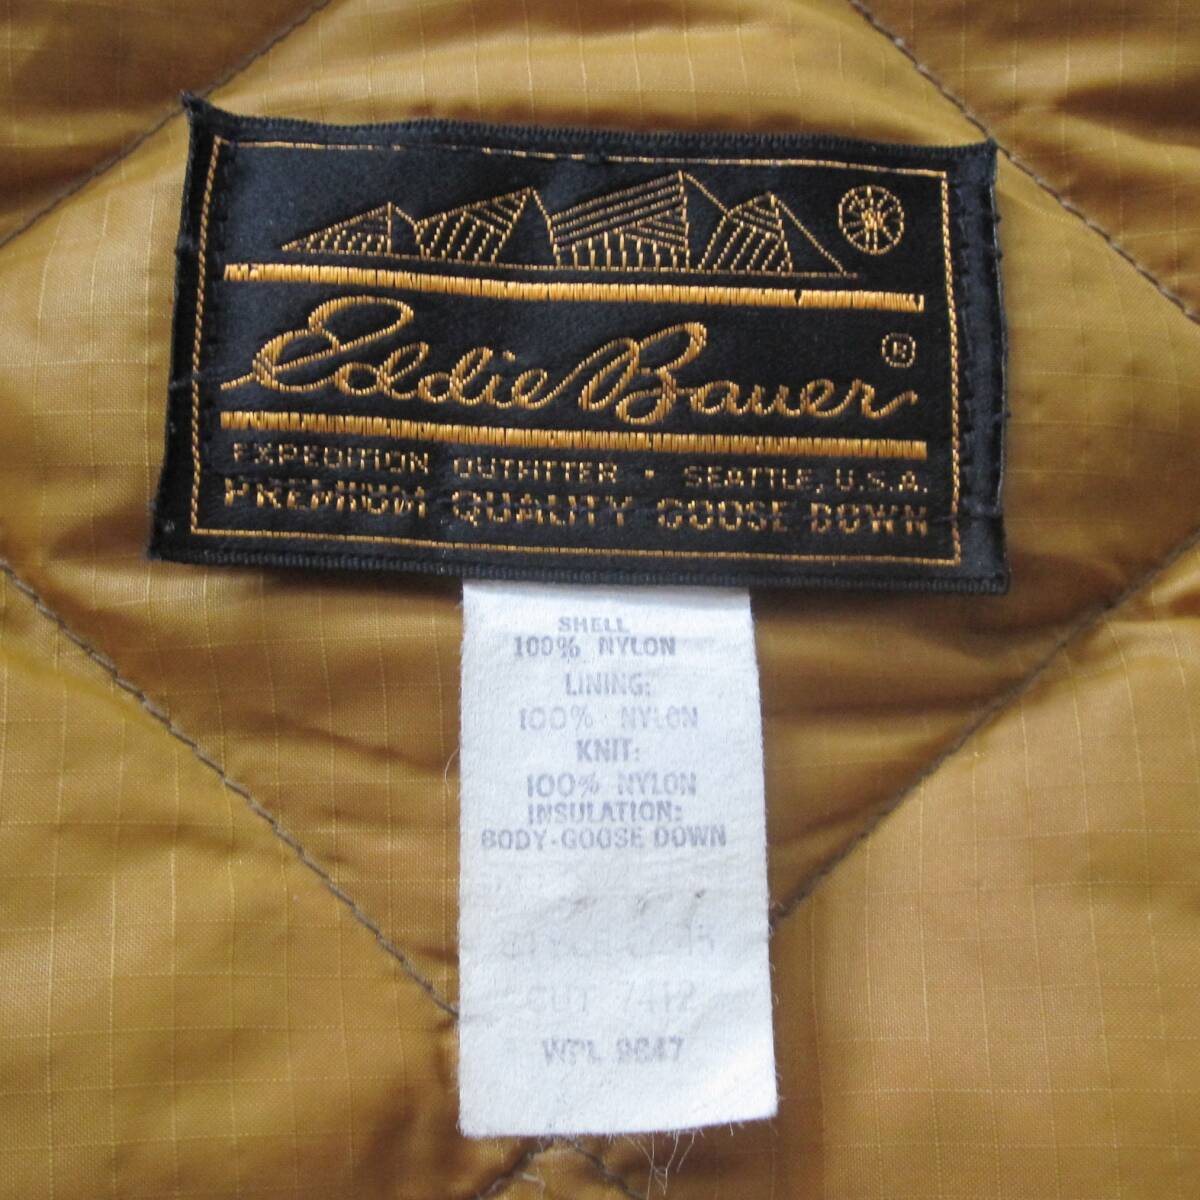 Eddie Bauer ®
EXPEDITION OUTFITTER · SEATTLE, U.S.A.
PREMIUM QUALITY GOOSE DOWN
SHELL
100% NYLON
LINING:
100% NYLON
KNIT:
100% NYLON
INSULATION:
BODY-GOOSE DOWN
CUT 7412
WPL 9647